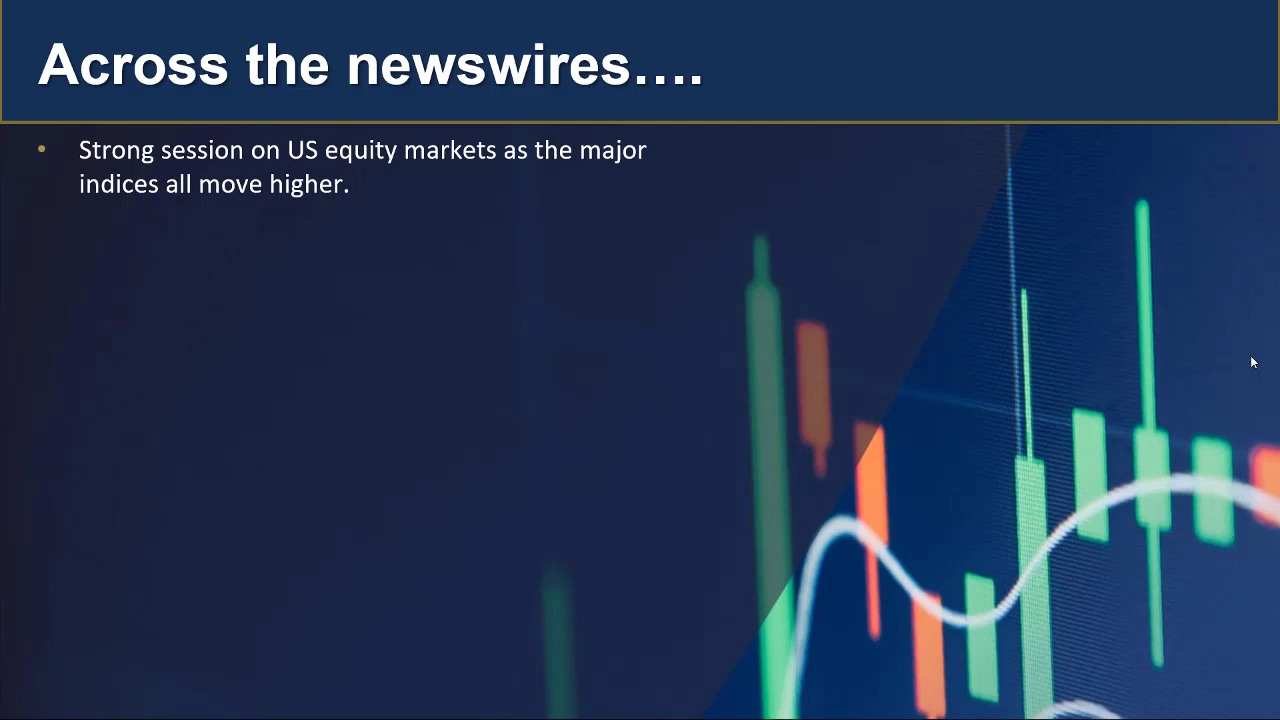 Across the newswires….
• Strong session on US equity markets as the major
indices all move higher.